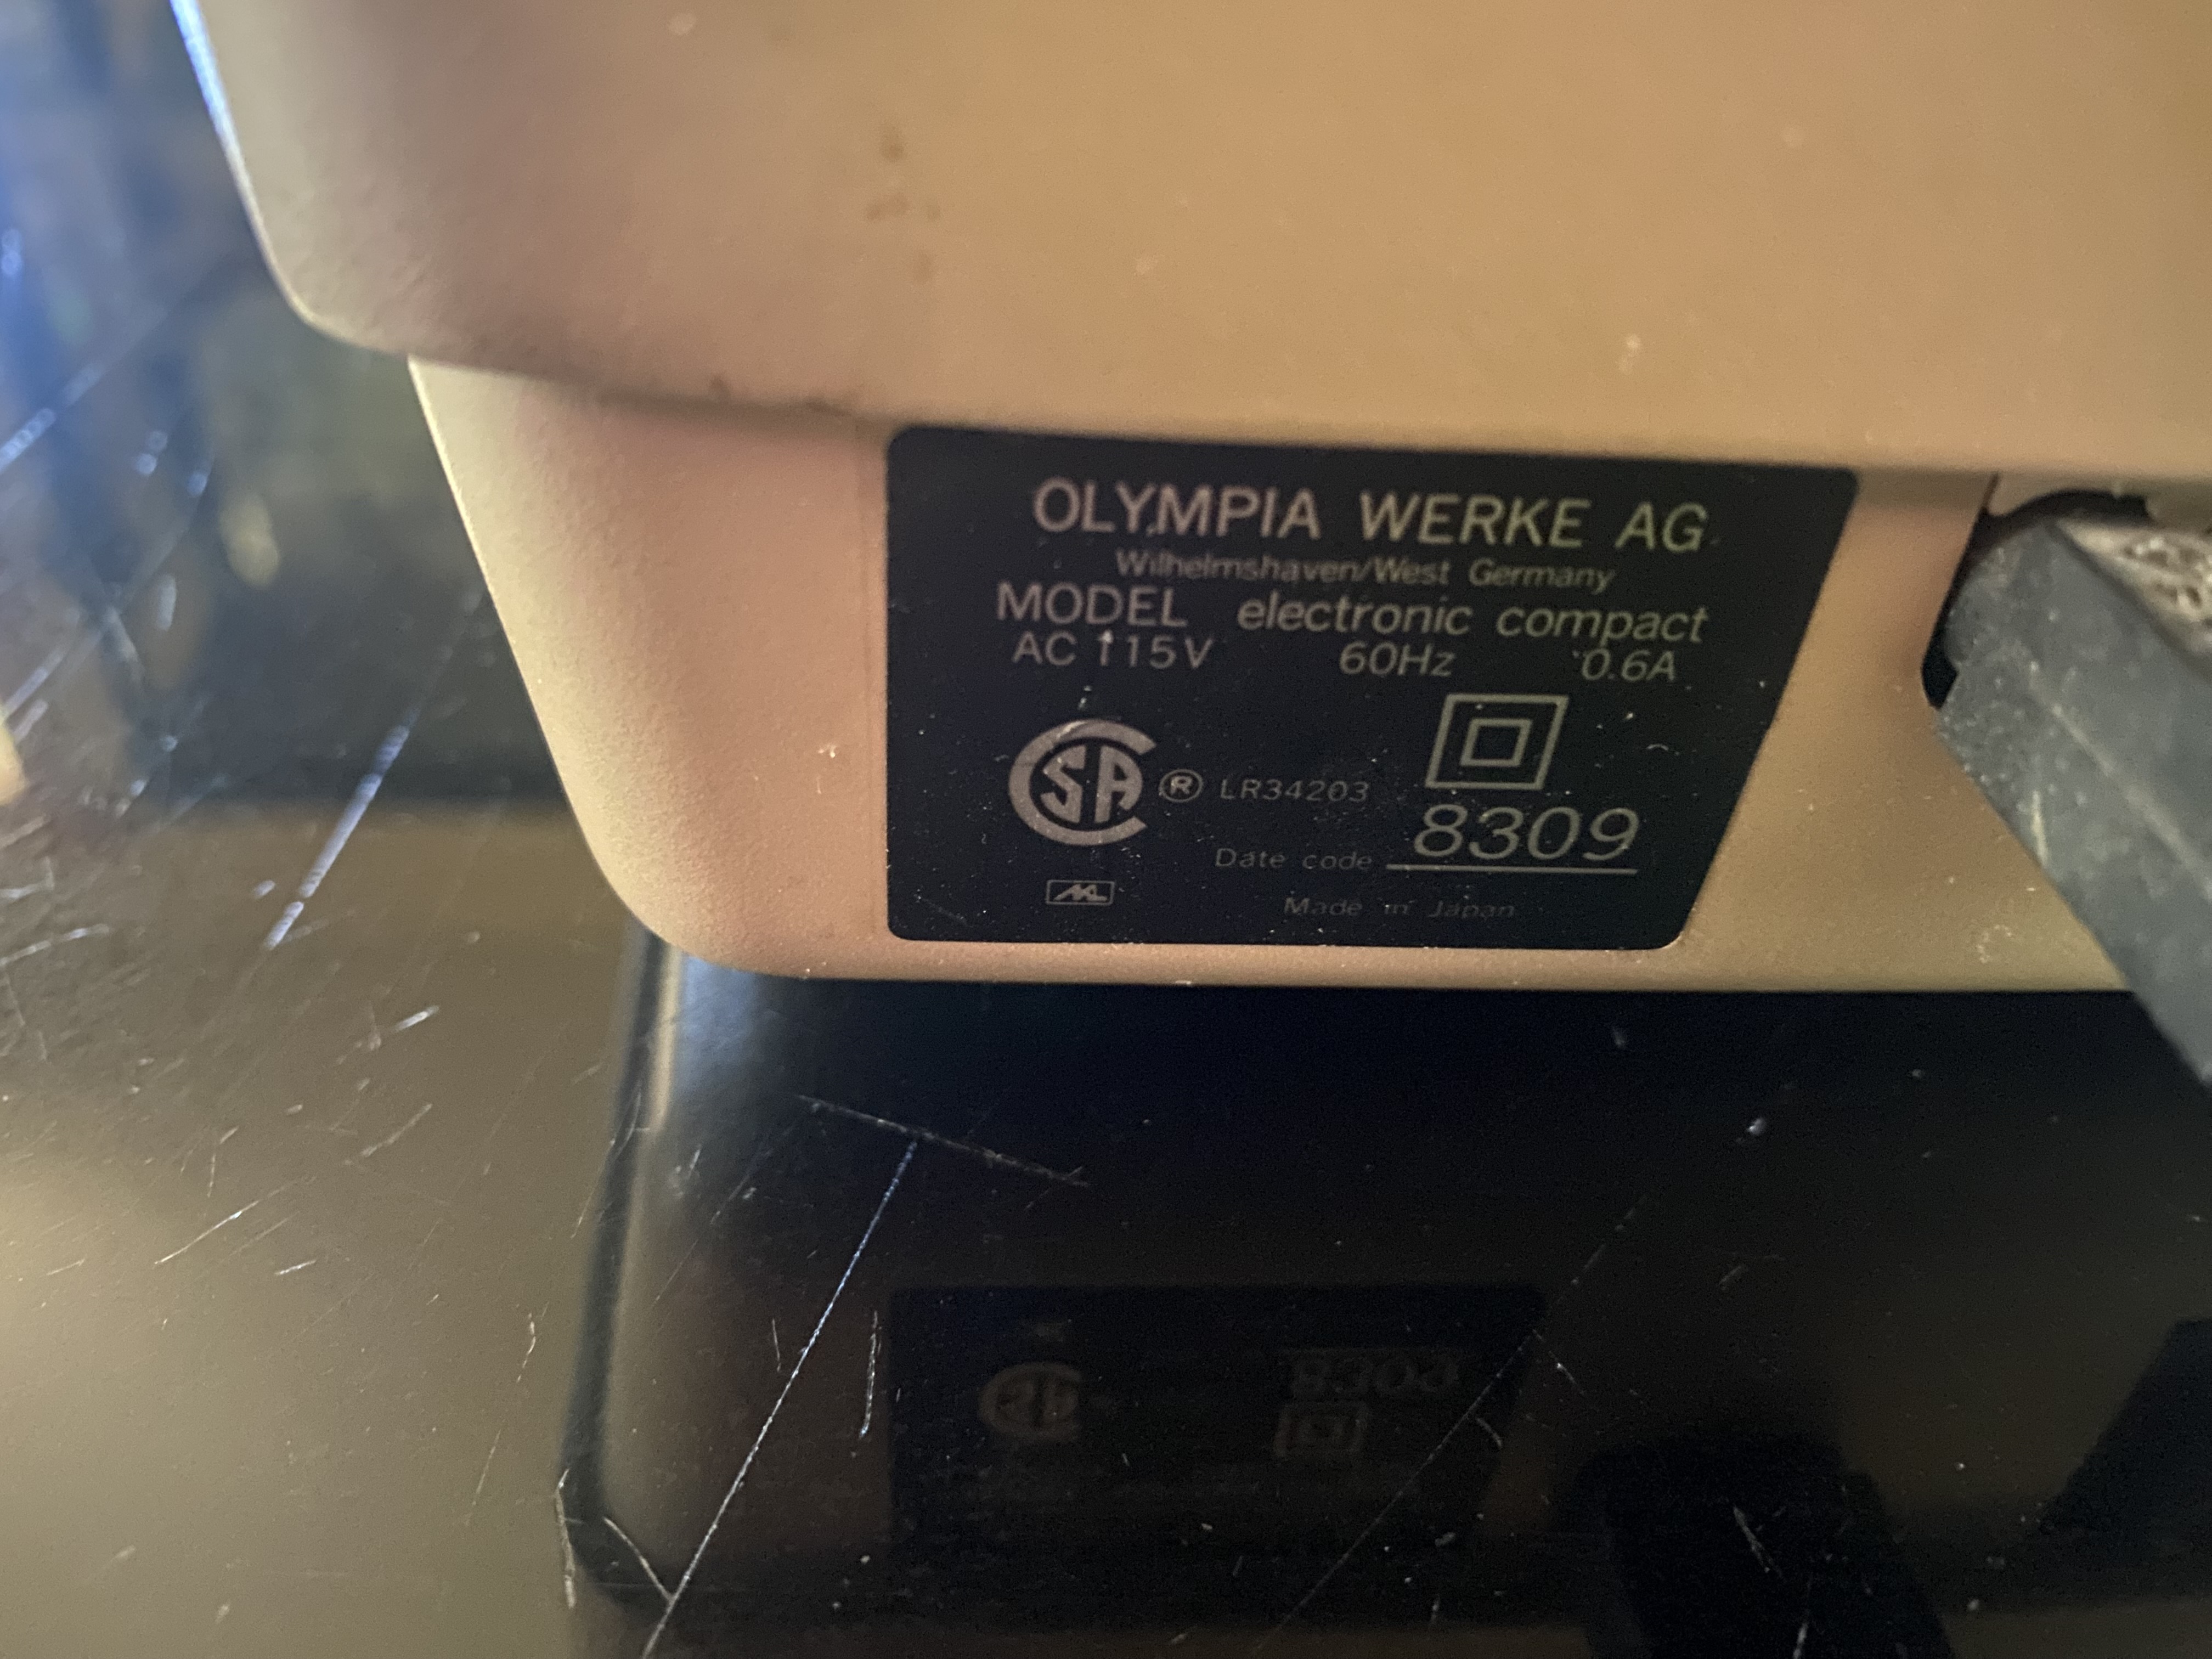 OLYMPIA WERKE AG
Wilhelmshaven/West Germany
MODEL electronic compact
AC 115V 60Hz 0.6A
CSA ® LR34203
Date code 8309
Made in Japan